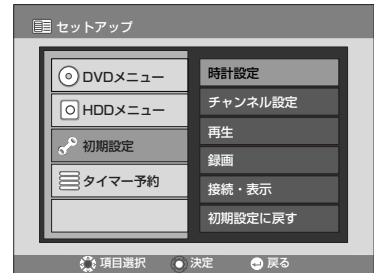 セットアップ
DVDメニュー
HDDメニュー
初期設定
タイマー予約
時計設定
チャンネル設定
再生
録画
接続・表示
初期設定に戻す
項目選択 決定 戻る